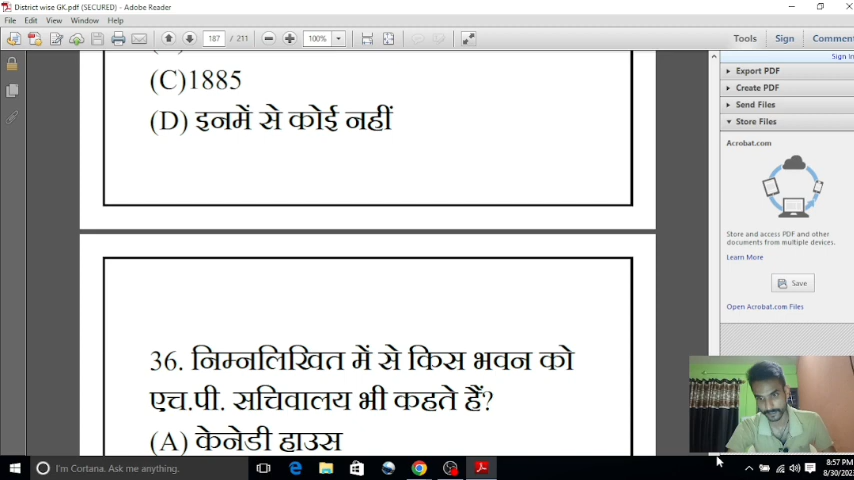 District wise GK.pdf (SECURED) - Adobe Reader
File Edit View Window Help
187 / 211 100% Tools Sign Comment
Sign In
(C)1885
(D) इनमें से कोई नहीं
36. निम्नलिखित में से किस भवन को
एच.पी. सचिवालय भी कहते हैं?
(A) केनेडी हाउस
Export PDF
Create PDF
Send Files
Store Files
Acrobat.com
Store and access PDF and other
documents from multiple devices.
Learn More
Save
Open Acrobat.com Files
I'm Cortana. Ask me anything.
8:57 PM